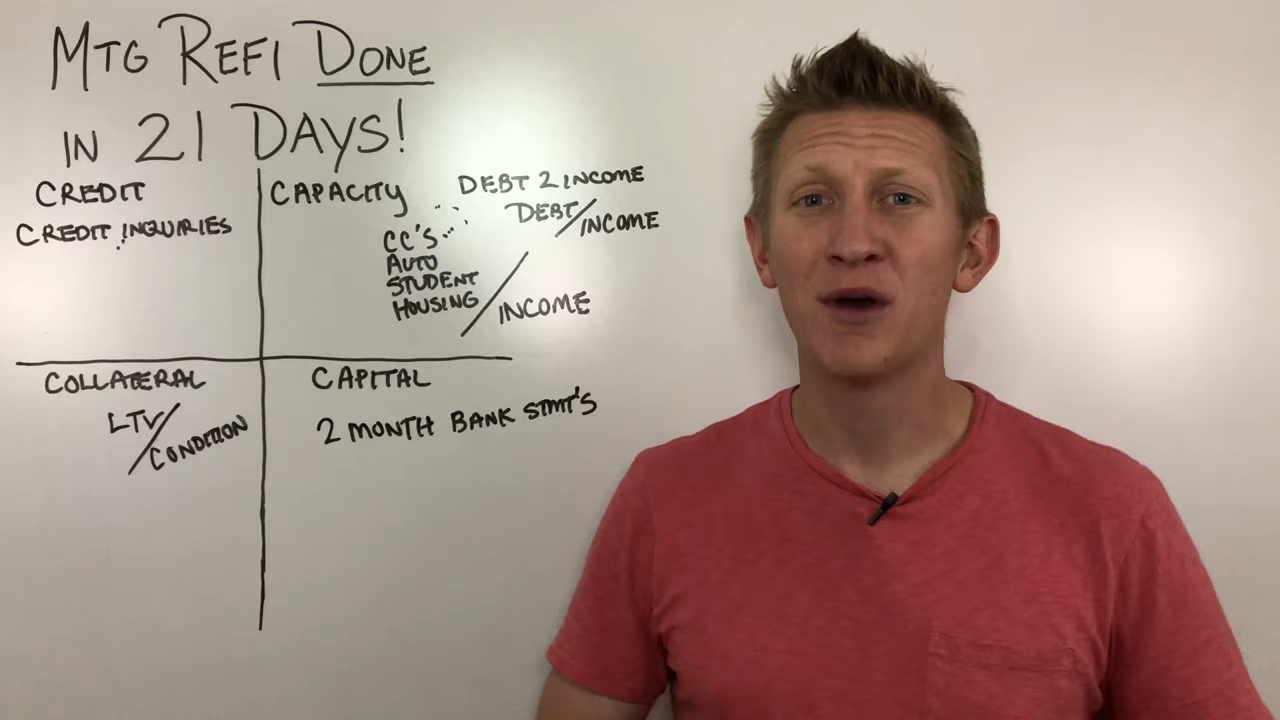 MTG REFI DONE
IN 21 DAYS!
CREDIT
CREDIT INQUIRIES
CAPACITY
DEBT 2 INCOME
DEBT/INCOME
CC'S
AUTO
STUDENT
HOUSING/INCOME
COLLATERAL
LTV/CONDITION
CAPITAL
2 MONTH BANK STMT'S